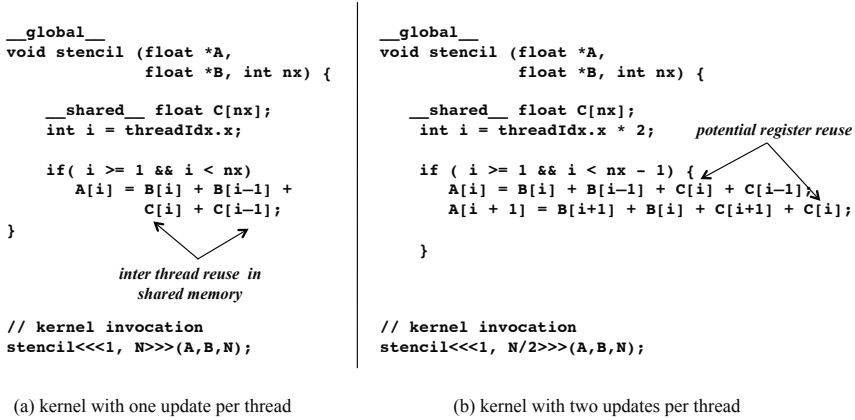 __global__
void stencil (float *A,
float *B, int nx) {
__shared__ float C[nx];
int i = threadIdx.x;
if( i >= 1 && i < nx)
A[i] = B[i] + B[i–1] +
C[i] + C[i–1];
}
inter thread reuse in
shared memory
// kernel invocation
stencil<<<1, N>>>(A,B,N);
(a) kernel with one update per thread
__global__
void stencil (float *A,
float *B, int nx) {
__shared__ float C[nx];
int i = threadIdx.x * 2;
potential register reuse
if ( i >= 1 && i < nx - 1) {
A[i] = B[i] + B[i–1] + C[i] + C[i–1];
A[i + 1] = B[i+1] + B[i] + C[i+1] + C[i];
}
// kernel invocation
stencil<<<1, N/2>>>(A,B,N);
(b) kernel with two updates per thread